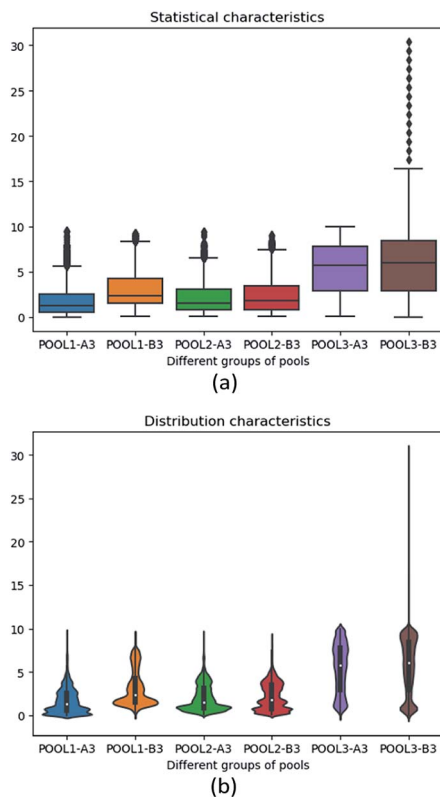 Statistical characteristics
30
25
20
15
10
5
0
POOL1-A3 POOL1-B3 POOL2-A3 POOL2-B3 POOL3-A3 POOL3-B3
Different groups of pools
(a)
Distribution characteristics
30
25
20
15
10
5
0
POOL1-A3 POOL1-B3 POOL2-A3 POOL2-B3 POOL3-A3 POOL3-B3
Different groups of pools
(b)